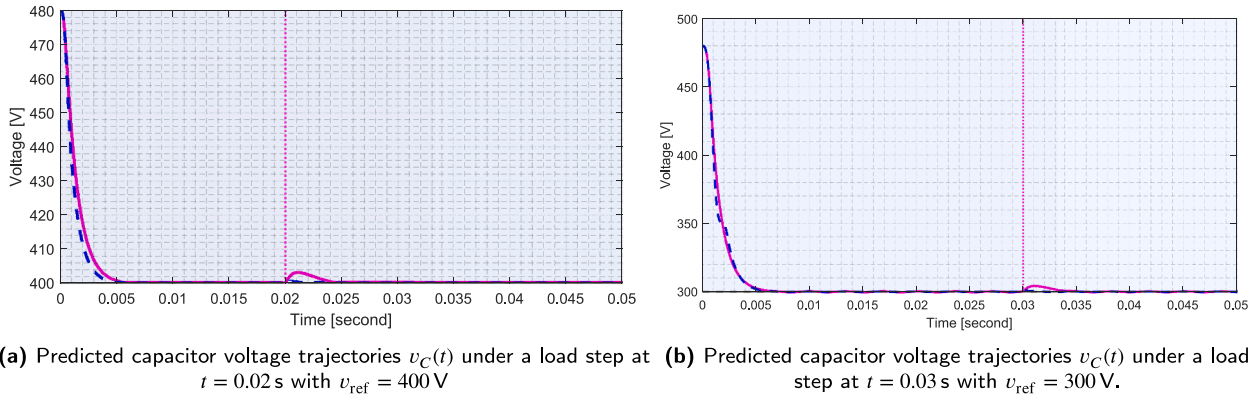 480
470
460
450
440
430
420
410
400
Voltage [V]
0 0.005 0.01 0.015 0.02 0.025 0.03 0.035 0.04 0.045 0.05
Time [second]
(a) Predicted capacitor voltage trajectories v_C(t) under a load step at
t = 0.02 s with v_ref = 400 V
500
450
400
350
300
Voltage [V]
0 0.005 0.01 0.015 0.02 0.025 0.03 0.035 0.04 0.045 0.05
Time [second]
(b) Predicted capacitor voltage trajectories v_C(t) under a load
step at t = 0.03 s with v_ref = 300 V.